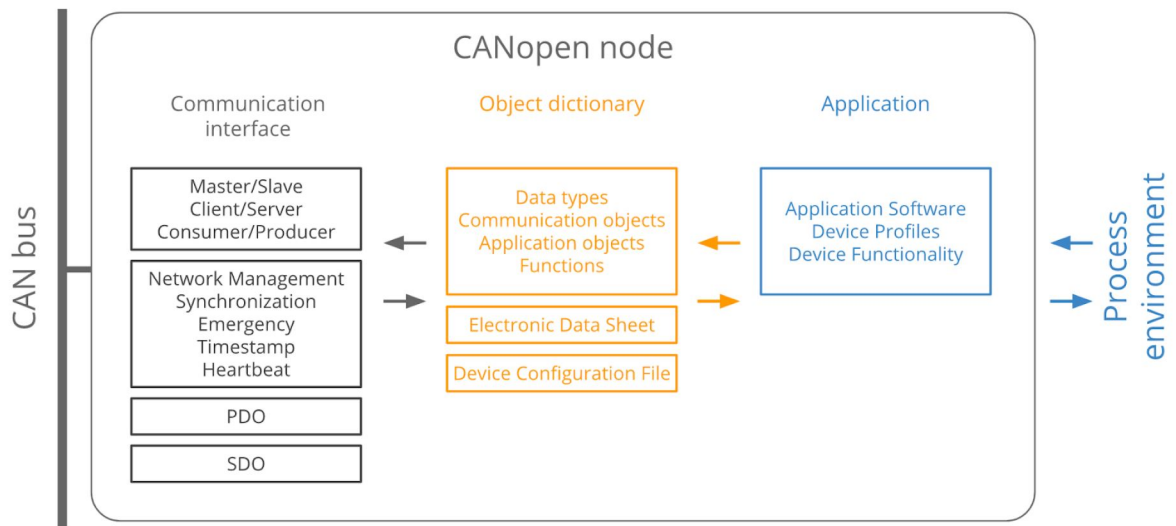 CANopen node
CAN bus
Communication
interface
Master/Slave
Client/Server
Consumer/Producer
Network Management
Synchronization
Emergency
Timestamp
Heartbeat
PDO
SDO
Object dictionary
Data types
Communication objects
Application objects
Functions
Electronic Data Sheet
Device Configuration File
Application
Application Software
Device Profiles
Device Functionality
Process
environment